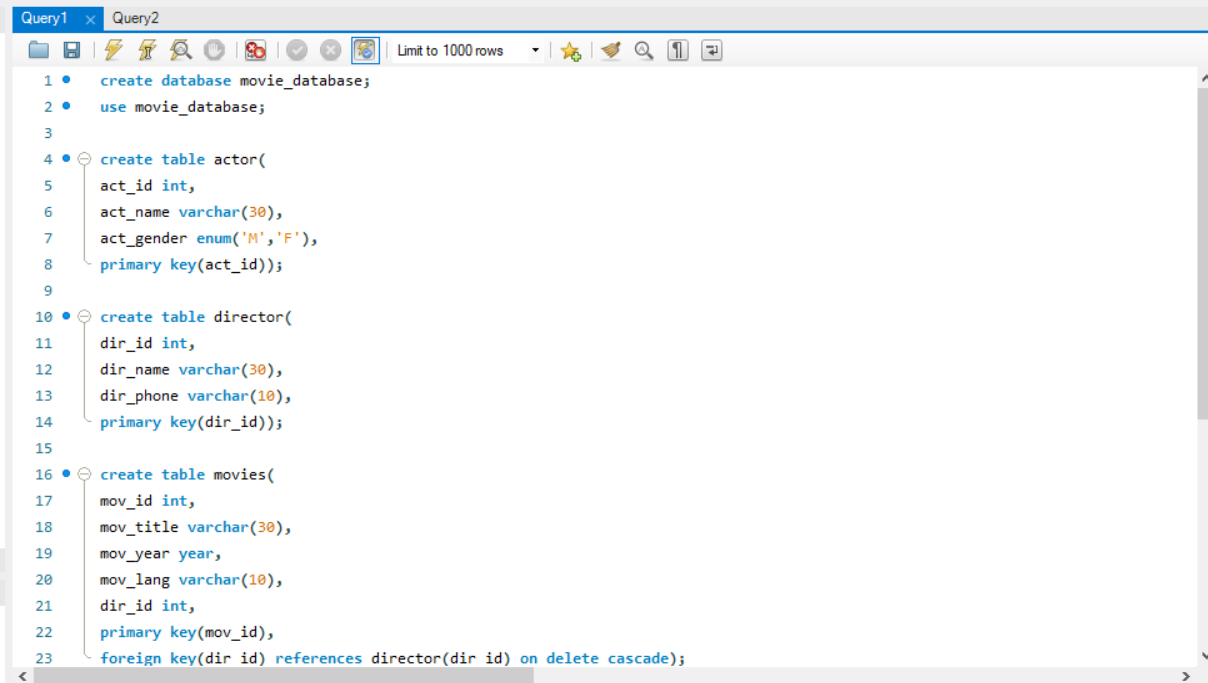 Query1 × Query2
Limit to 1000 rows
1 create database movie_database;
2 use movie_database;
3
4 create table actor(
5 act_id int,
6 act_name varchar(30),
7 act_gender enum('M','F'),
8 primary key(act_id));
9
10 create table director(
11 dir_id int,
12 dir_name varchar(30),
13 dir_phone varchar(10),
14 primary key(dir_id));
15
16 create table movies(
17 mov_id int,
18 mov_title varchar(30),
19 mov_year year,
20 mov_lang varchar(10),
21 dir_id int,
22 primary key(mov_id),
23 foreign key(dir_id) references director(dir_id) on delete cascade);